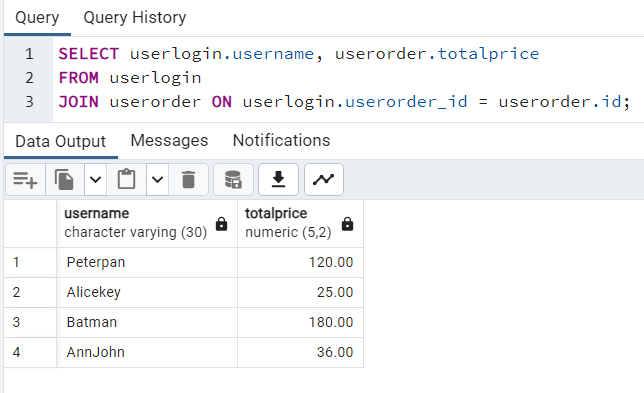 Query Query History
1 SELECT userlogin.username, userorder.totalprice
2 FROM userlogin
3 JOIN userorder ON userlogin.userorder_id = userorder.id;
Data Output Messages Notifications
username totalprice
character varying (30) numeric (5,2)
1 Peterpan 120.00
2 Alicekey 25.00
3 Batman 180.00
4 AnnJohn 36.00